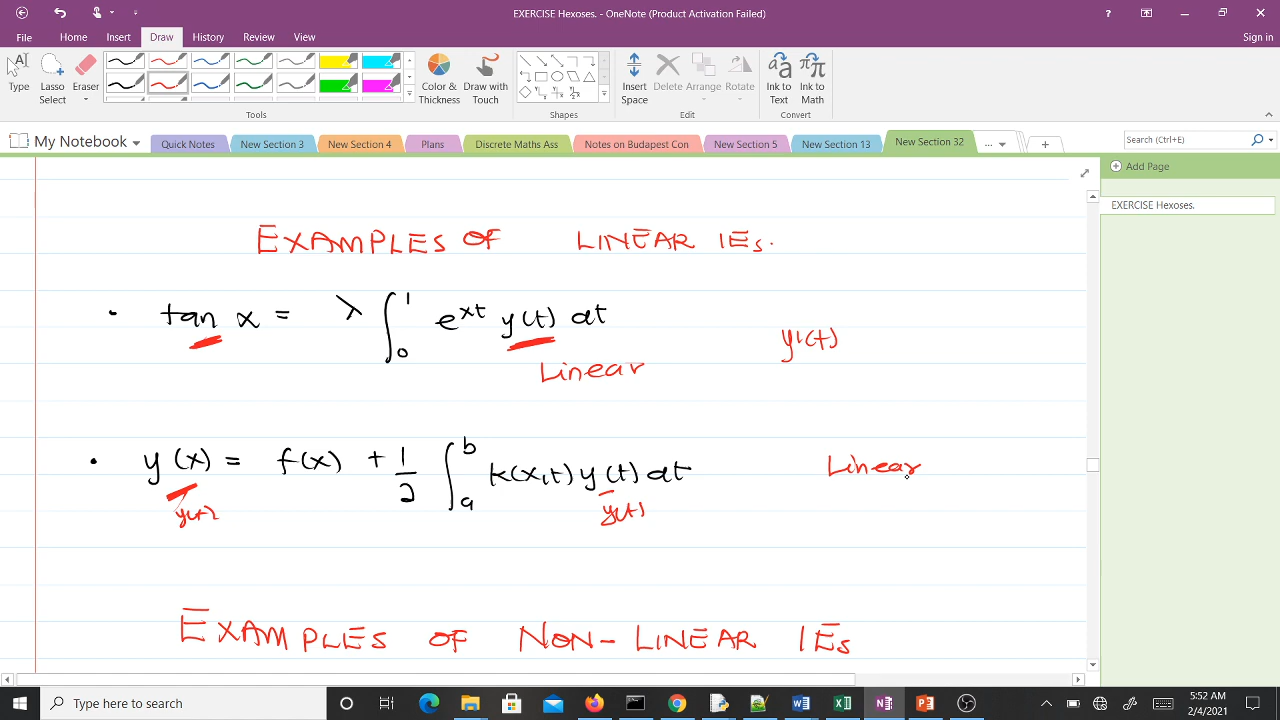 EXERCISE Hexoses. - OneNote (Product Activation Failed)
?
Sign in
File Home Insert Draw History Review View
Type
Lasso Select
Eraser
Color & Thickness
Draw with Touch
Insert Space
Delete
Arrange
Rotate
Ink to Text
Ink to Math
Tools
Shapes
Edit
Convert
My Notebook
Quick Notes
New Section 3
New Section 4
Plans
Discrete Maths Ass
Notes on Budapest Con
New Section 5
New Section 13
New Section 32
...
Search (Ctrl+E)
Add Page
EXERCISE Hexoses.
EXAMPLES OF LINEAR IEs.
• tan x = λ ∫₀¹ e^xt y(t) dt
y¹(t)
Linear
• y(x) = f(x) + 1/2 ∫ₐᵇ k(x,t) y(t) dt
Linear
y(t) y(t)
EXAMPLES OF NON-LINEAR IEs
Type here to search
5:52 AM
2/4/2021